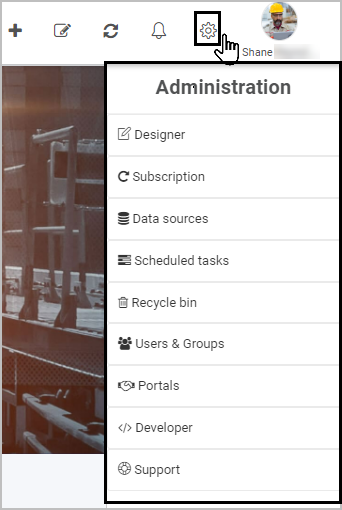 Shane
Administration
Designer
Subscription
Data sources
Scheduled tasks
Recycle bin
Users & Groups
Portals
</> Developer
Support